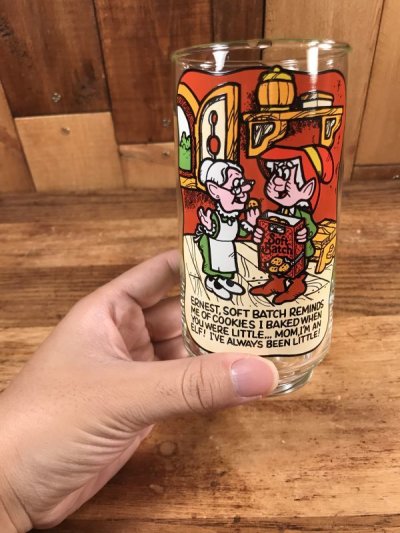 Soft
Batch
ERNEST, SOFT BATCH REMINDS
ME OF COOKIES I BAKED WHEN
YOU WERE LITTLE... MOM, I'M AN
ELF! I'VE ALWAYS BEEN LITTLE!